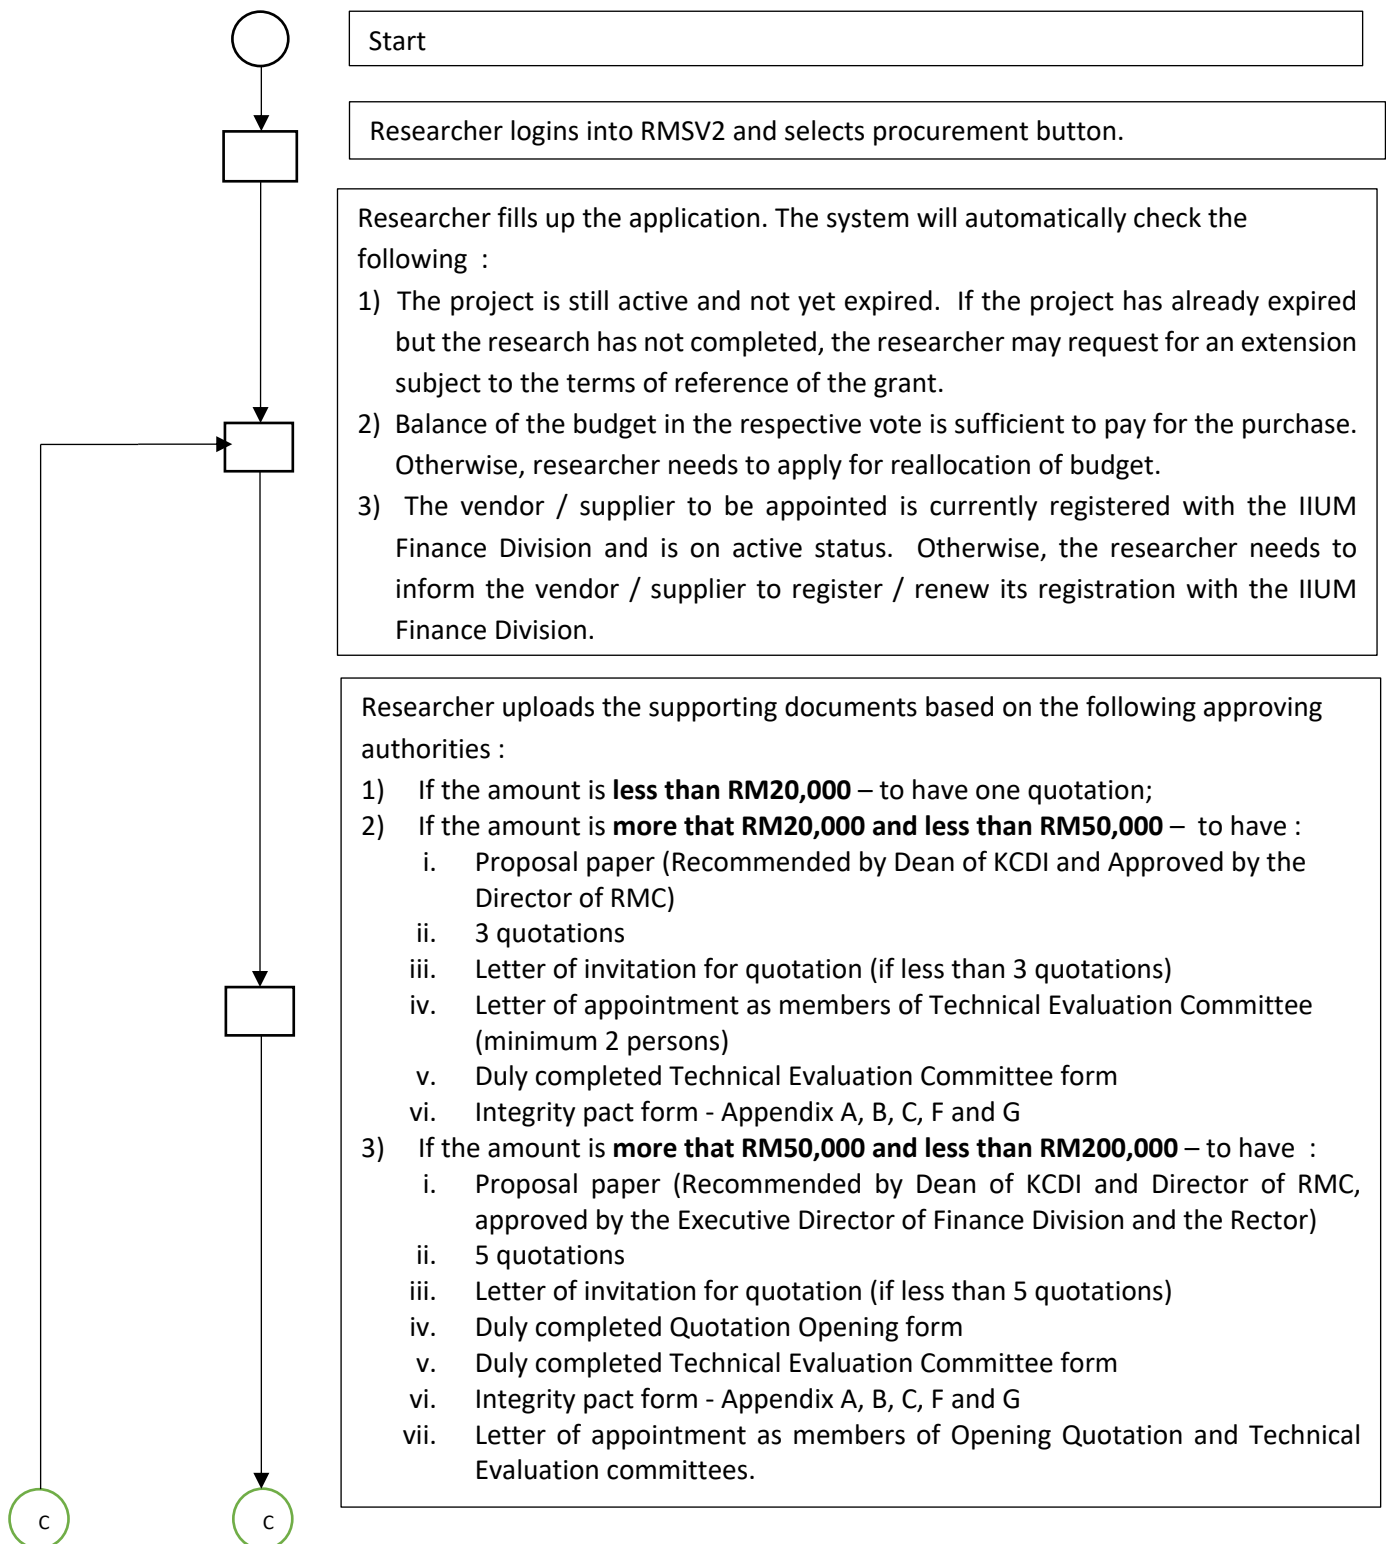 Start
Researcher logins into RMSV2 and selects procurement button.
Researcher fills up the application. The system will automatically check the
following  :
1)  The project is still active and not yet expired.  If the project has already expired
but the research has not completed, the researcher may request for an extension
subject to the terms of reference of the grant.
2)  Balance of the budget in the respective vote is sufficient to pay for the purchase.
Otherwise, researcher needs to apply for reallocation of budget.
3)  The vendor / supplier to be appointed is currently registered with the IIUM
Finance Division and is on active status.  Otherwise, the researcher needs to
inform the vendor / supplier to register / renew its registration with the IIUM
Finance Division.
Researcher uploads the supporting documents based on the following approving
authorities :
1)  If the amount is less than RM20,000 – to have one quotation;
2)  If the amount is more that RM20,000 and less than RM50,000 –  to have :
i.  Proposal paper (Recommended by Dean of KCDI and Approved by the
Director of RMC)
ii.  3 quotations
iii.  Letter of invitation for quotation (if less than 3 quotations)
iv.  Letter of appointment as members of Technical Evaluation Committee
(minimum 2 persons)
v.  Duly completed Technical Evaluation Committee form
vi.  Integrity pact form - Appendix A, B, C, F and G
3)  If the amount is more that RM50,000 and less than RM200,000 – to have  :
i.  Proposal paper (Recommended by Dean of KCDI and Director of RMC,
approved by the Executive Director of Finance Division and the Rector)
ii.  5 quotations
iii.  Letter of invitation for quotation (if less than 5 quotations)
iv.  Duly completed Quotation Opening form
v.  Duly completed Technical Evaluation Committee form
vi.  Integrity pact form - Appendix A, B, C, F and G
vii.  Letter of appointment as members of Opening Quotation and Technical
Evaluation committees.
C
C